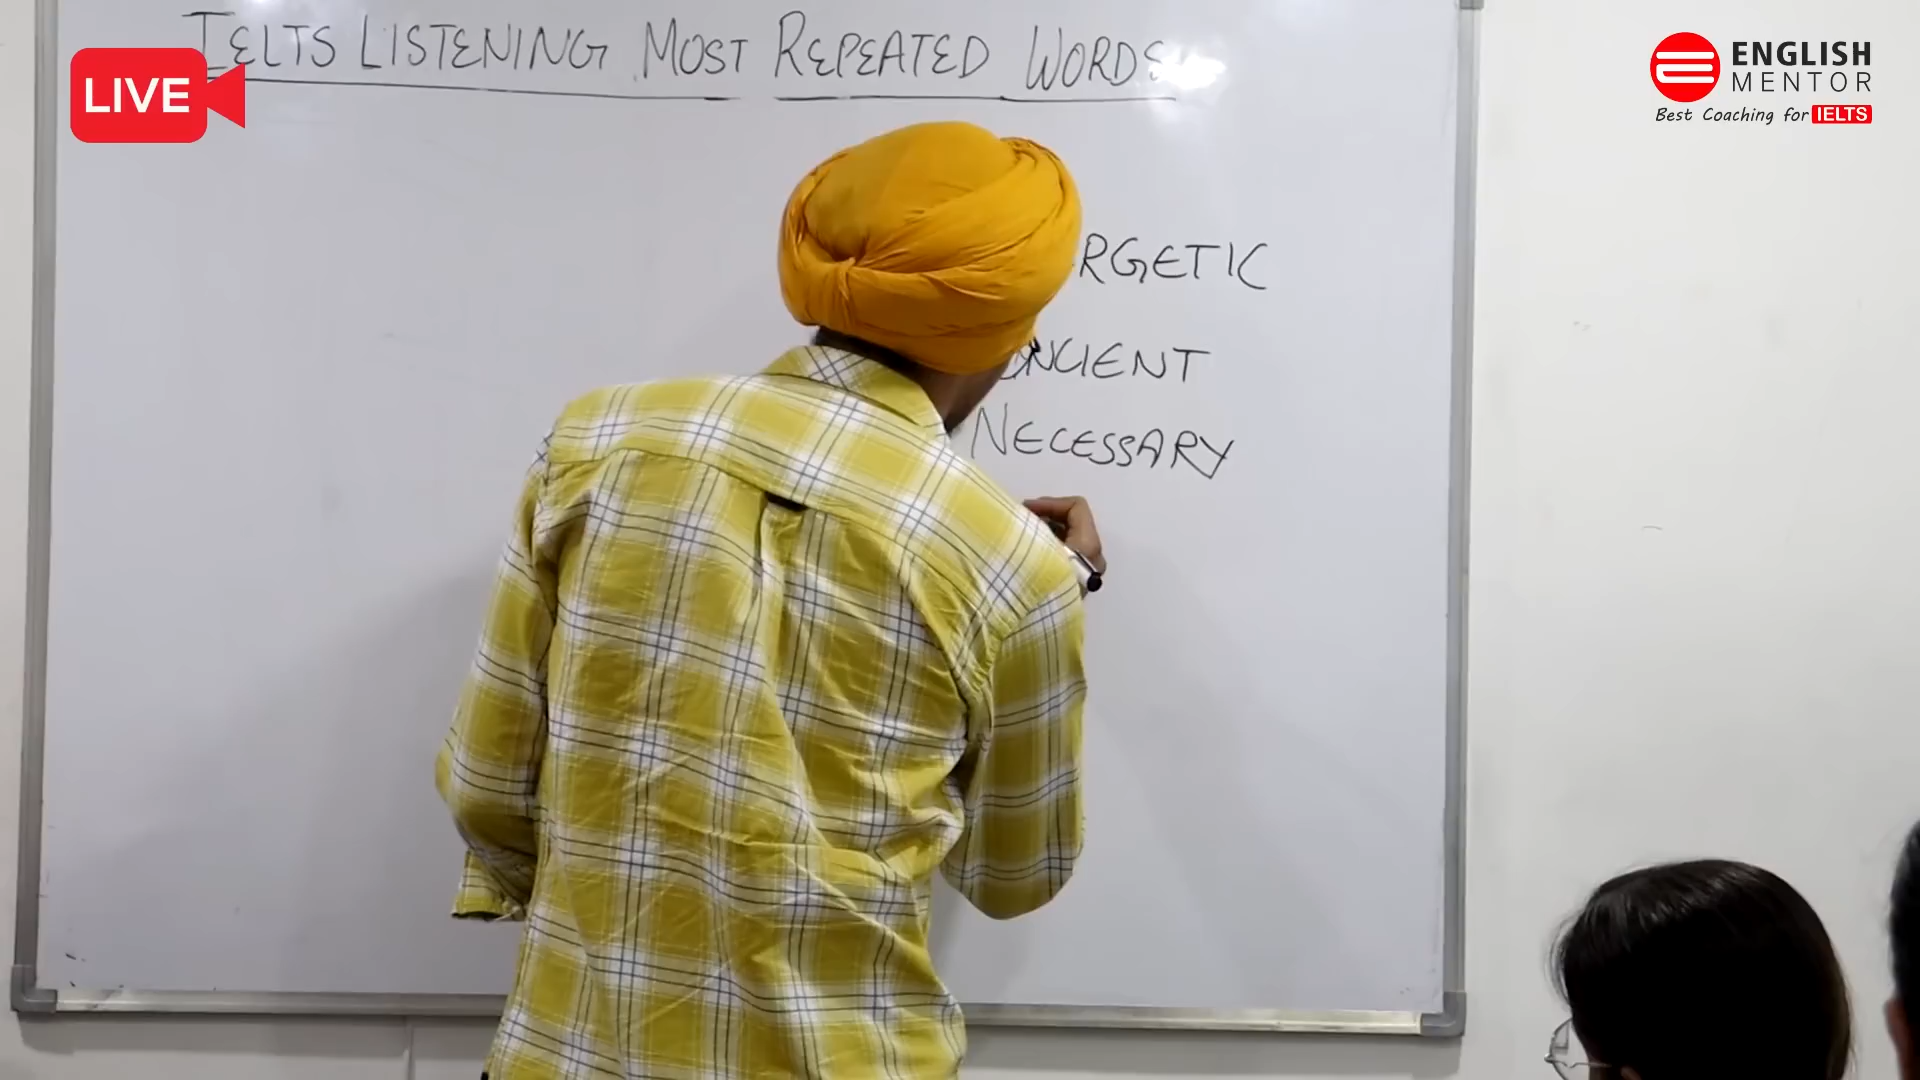 IELTS LISTENING MOST REPEATED WORDS
LIVE
ENGLISH
MENTOR
Best Coaching for IELTS
RGETIC
NCIENT
NECESSARY